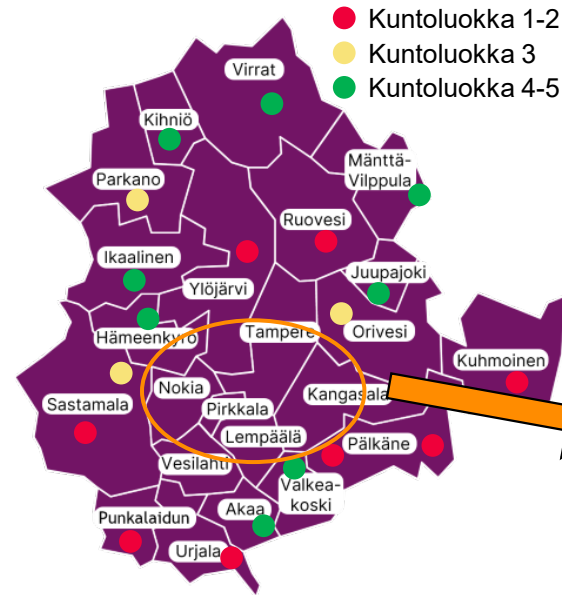 Kuntoluokka 1-2
Kuntoluokka 3
Kuntoluokka 4-5
Virrat
Kihniö
Mänttä-
Vilppula
Parkano
Ruovesi
Ikaalinen
Juupajoki
Ylöjärvi
Hämeenkyrö
Tampere
Orivesi
Kuhmoinen
Nokia
Kangasala
Sastamala
Pirkkala
Lempäälä
Pälkäne
Vesilahti
Valkea-
koski
Punkalaidun
Akaa
Urjala